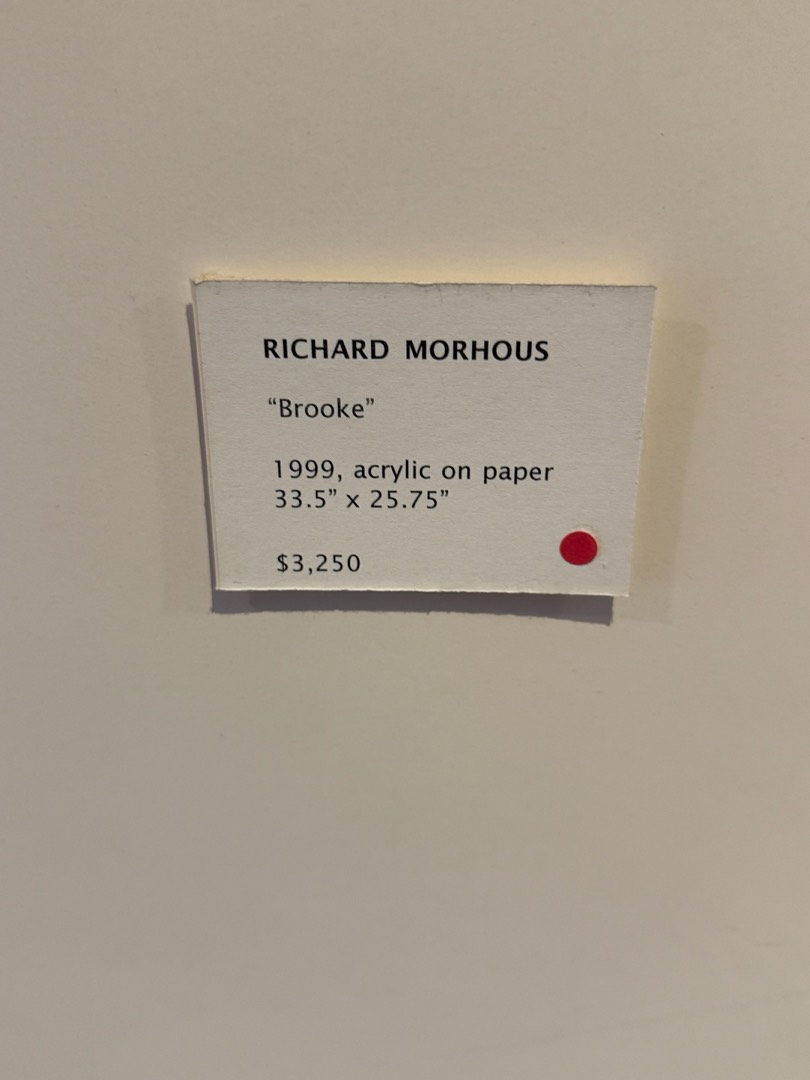 RICHARD MORHOUS
“Brooke”
1999, acrylic on paper
33.5” x 25.75”
$3,250